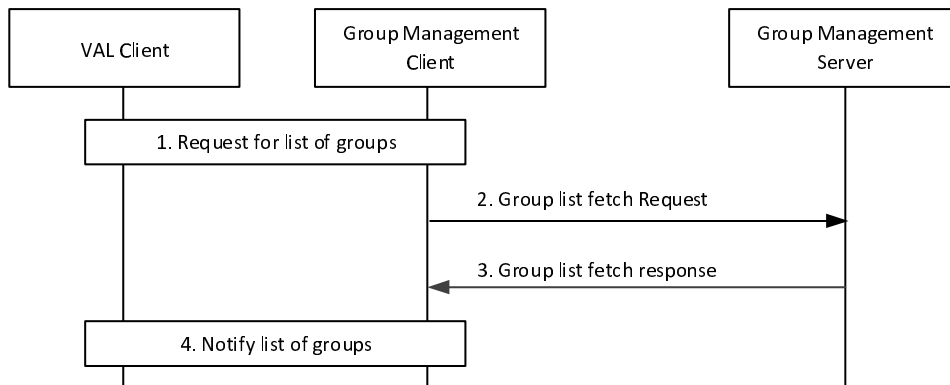 VAL Client
Group Management
Client
Group Management
Server
1. Request for list of groups
2. Group list fetch Request
3. Group list fetch response
4. Notify list of groups